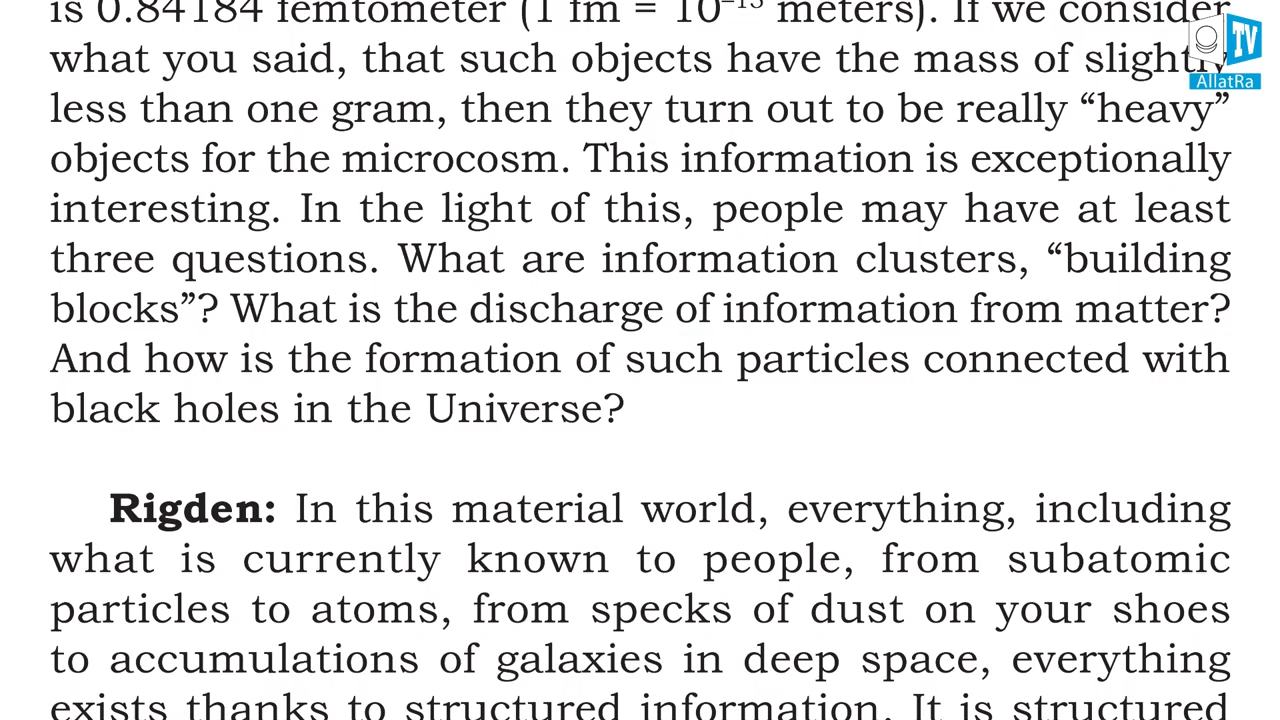 is 0.84184 femtometer (1 fm = 10⁻¹⁵ meters). If we consider
what you said, that such objects have the mass of slightly
less than one gram, then they turn out to be really “heavy”
objects for the microcosm. This information is exceptionally
interesting. In the light of this, people may have at least
three questions. What are information clusters, “building
blocks”? What is the discharge of information from matter?
And how is the formation of such particles connected with
black holes in the Universe?
Rigden: In this material world, everything, including
what is currently known to people, from subatomic
particles to atoms, from specks of dust on your shoes
to accumulations of galaxies in deep space, everything
exists thanks to structured information. It is structured
TV
AllatRa